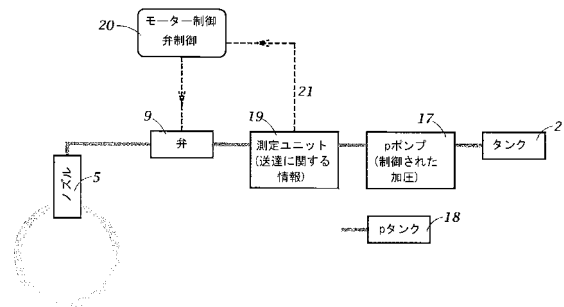 20
モーター制御
弁制御
21
9
弁
19
測定ユニット
(送達に関する
情報)
17
pポンプ
(制御された
加圧)
2
タンク
ノズル
5
18
pタンク